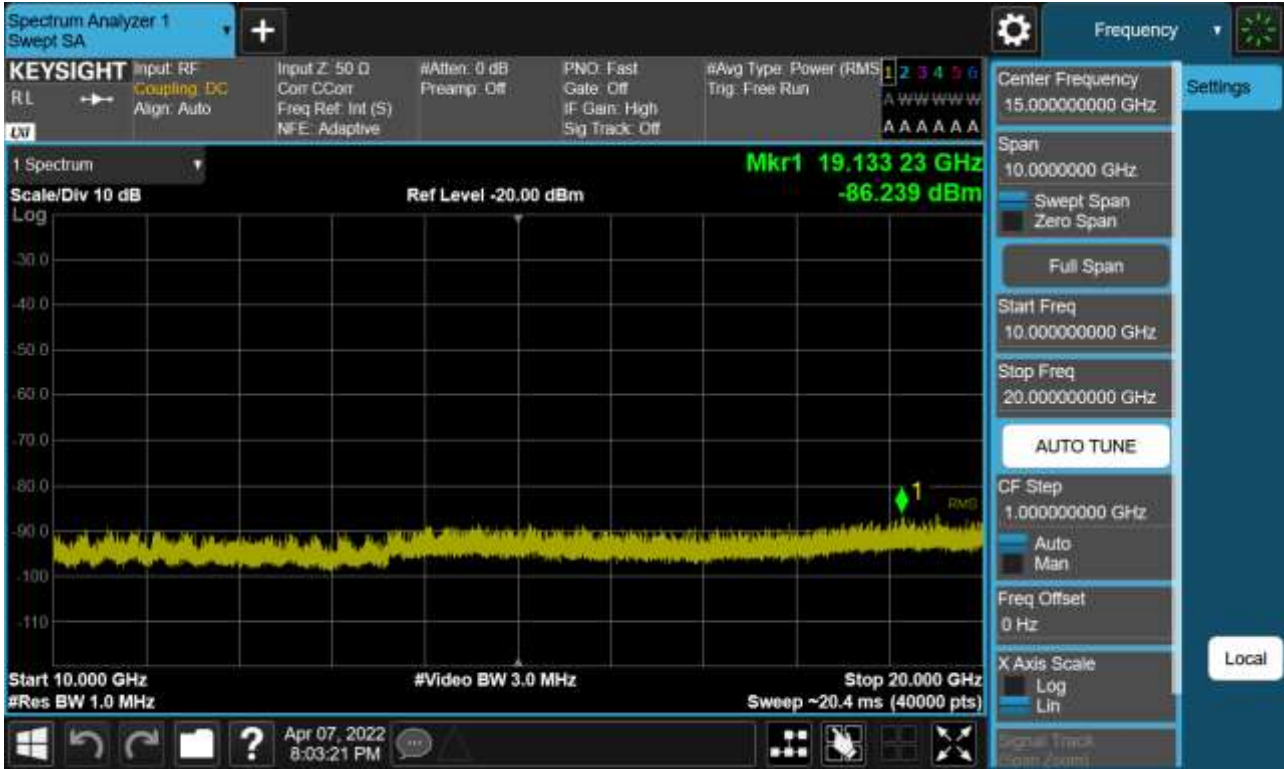 Spectrum Analyzer 1
Swept SA
+
Frequency
KEYSIGHT
RL
LXI
Input: RF
Coupling: DC
Align: Auto
Input Z: 50 Ω
Corr CCorr
Freq Ref: Int (S)
NFE: Adaptive
#Atten: 0 dB
Preamp: Off
PNO: Fast
Gate: Off
IF Gain: High
Sig Track: Off
#Avg Type: Power (RMS
Trig: Free Run
1 2 3 4 5 6
A W W W W W
A A A A A A
1 Spectrum
Mkr1 19.133 23 GHz
-86.239 dBm
Scale/Div 10 dB
Ref Level -20.00 dBm
Log
-30.0
-40.0
-50.0
-60.0
-70.0
-80.0
-90.0
-100
-110
1
RMS
Start 10.000 GHz
#Video BW 3.0 MHz
Stop 20.000 GHz
#Res BW 1.0 MHz
Sweep ~20.4 ms (40000 pts)
Center Frequency
15.000000000 GHz
Settings
Span
10.0000000 GHz
Swept Span
Zero Span
Full Span
Start Freq
10.000000000 GHz
Stop Freq
20.000000000 GHz
AUTO TUNE
CF Step
1.000000000 GHz
Auto
Man
Freq Offset
0 Hz
X Axis Scale
Log
Lin
Signal Track
(Span Zoom)
Local
?
Apr 07, 2022
8:03:21 PM